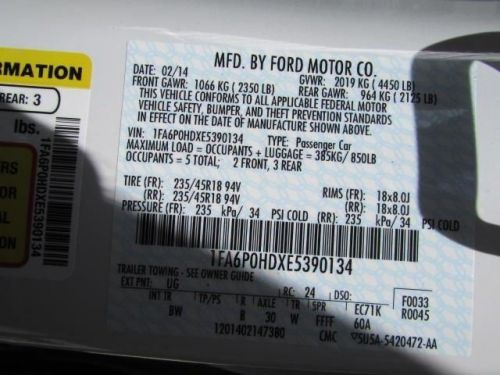 RMATION
REAR: 3
lbs.
1FA6P0HDXE5390134
MFD. BY FORD MOTOR CO.
DATE: 02/14 GVWR: 2019 KG ( 4450 LB)
FRONT GAWR: 1066 KG ( 2350 LB) REAR GAWR: 964 KG ( 2125 LB)
THIS VEHICLE CONFORMS TO ALL APPLICABLE FEDERAL MOTOR
VEHICLE SAFETY, BUMPER, AND THEFT PREVENTION STANDARDS
IN EFFECT ON THE DATE OF MANUFACTURE SHOWN ABOVE.
VIN: 1FA6P0HDXE5390134 TYPE: Passenger Car
MAXIMUM LOAD = OCCUPANTS + LUGGAGE = 385KG/ 850LB
OCCUPANTS = 5 TOTAL; 2 FRONT, 3 REAR
TIRE (FR): 235/45R18 94V RIMS (FR): 18x8.0J
(RR): 235/45R18 94V (RR): 18x8.0J
PRESSURE (FR): 235 kPa/ 34 PSI COLD (RR): 235 kPa/ 34 PSI COLD
1FA6P0HDXE5390134
TRAILER TOWING - SEE OWNER GUIDE
EXT PNT: UG RC: 24 DSO: F0033
INT TR TP/PS R AXLE TR SPR EC71K R0045
BW B 30 W FFFF 60A
1201402147380 CMC 5U5A-5420472-AA